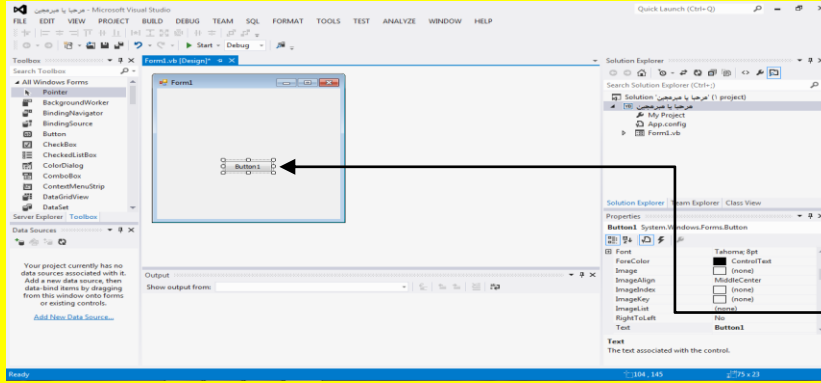 مرحبا يا مبرمجين - Microsoft Visual Studio
Quick Launch (Ctrl+Q)
FILE EDIT VIEW PROJECT BUILD DEBUG TEAM SQL FORMAT TOOLS TEST ANALYZE WINDOW HELP
Start Debug
Toolbox
Search Toolbox
All Windows Forms
Pointer
BackgroundWorker
BindingNavigator
BindingSource
Button
CheckBox
CheckedListBox
ColorDialog
ComboBox
ContextMenuStrip
DataGridView
DataSet
Server Explorer Toolbox
Data Sources
Your project currently has no
data sources associated with it.
Add a new data source, then
data-bind items by dragging
from this window onto forms
or existing controls.
Add New Data Source...
Form1.vb [Design]*
Form1
Button1
Output
Show output from:
Solution Explorer
Search Solution Explorer (Ctrl+;)
Solution 'مرحبا يا مبرمجين' (1 project)
مرحبا يا مبرمجين
My Project
App.config
Form1.vb
Solution Explorer Team Explorer Class View
Properties
Button1 System.Windows.Forms.Button
Font Tahoma; 8pt
ForeColor ControlText
Image (none)
ImageAlign MiddleCenter
ImageIndex (none)
ImageKey (none)
ImageList (none)
RightToLeft No
Text Button1
Text
The text associated with the control.
Ready
104 , 145
75 x 23